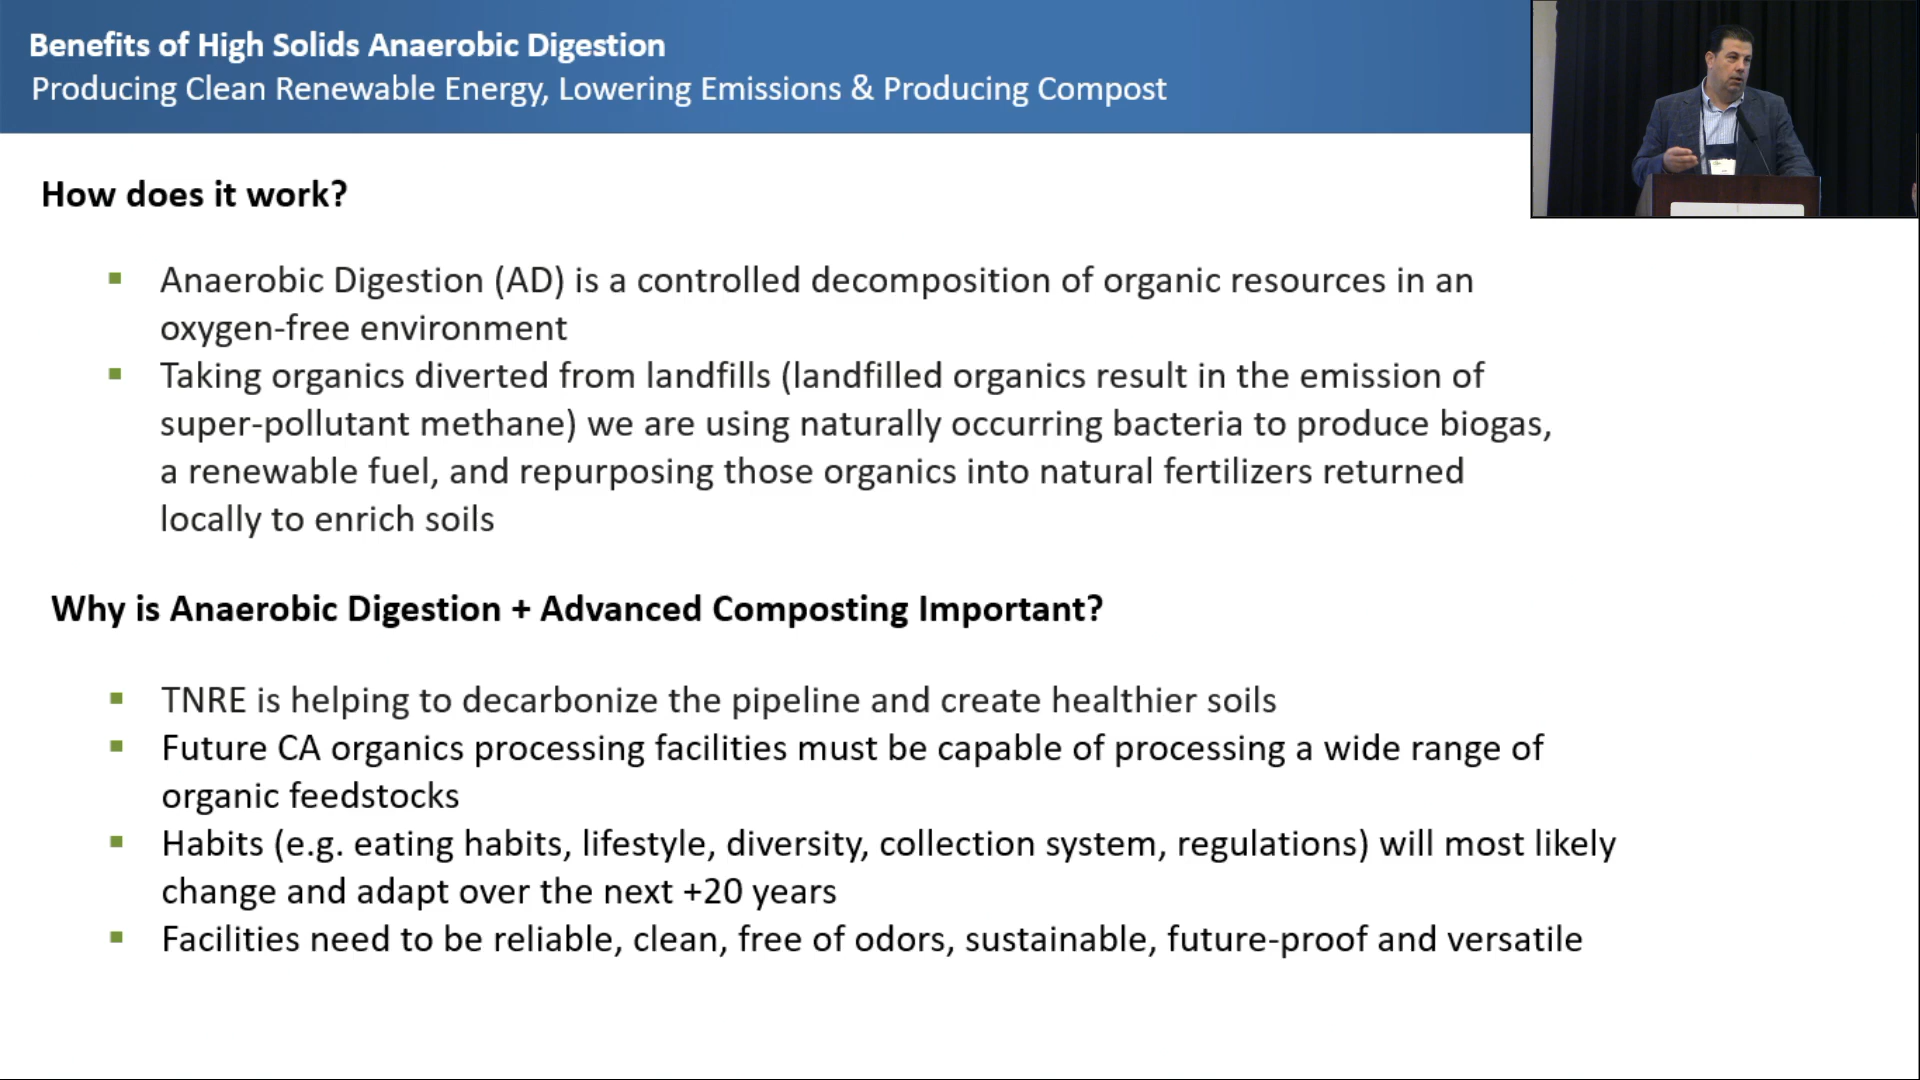 Benefits of High Solids Anaerobic Digestion
Producing Clean Renewable Energy, Lowering Emissions & Producing Compost
How does it work?
▪ Anaerobic Digestion (AD) is a controlled decomposition of organic resources in an
oxygen-free environment
▪ Taking organics diverted from landfills (landfilled organics result in the emission of
super-pollutant methane) we are using naturally occurring bacteria to produce biogas,
a renewable fuel, and repurposing those organics into natural fertilizers returned
locally to enrich soils
Why is Anaerobic Digestion + Advanced Composting Important?
▪ TNRE is helping to decarbonize the pipeline and create healthier soils
▪ Future CA organics processing facilities must be capable of processing a wide range of
organic feedstocks
▪ Habits (e.g. eating habits, lifestyle, diversity, collection system, regulations) will most likely
change and adapt over the next +20 years
▪ Facilities need to be reliable, clean, free of odors, sustainable, future-proof and versatile